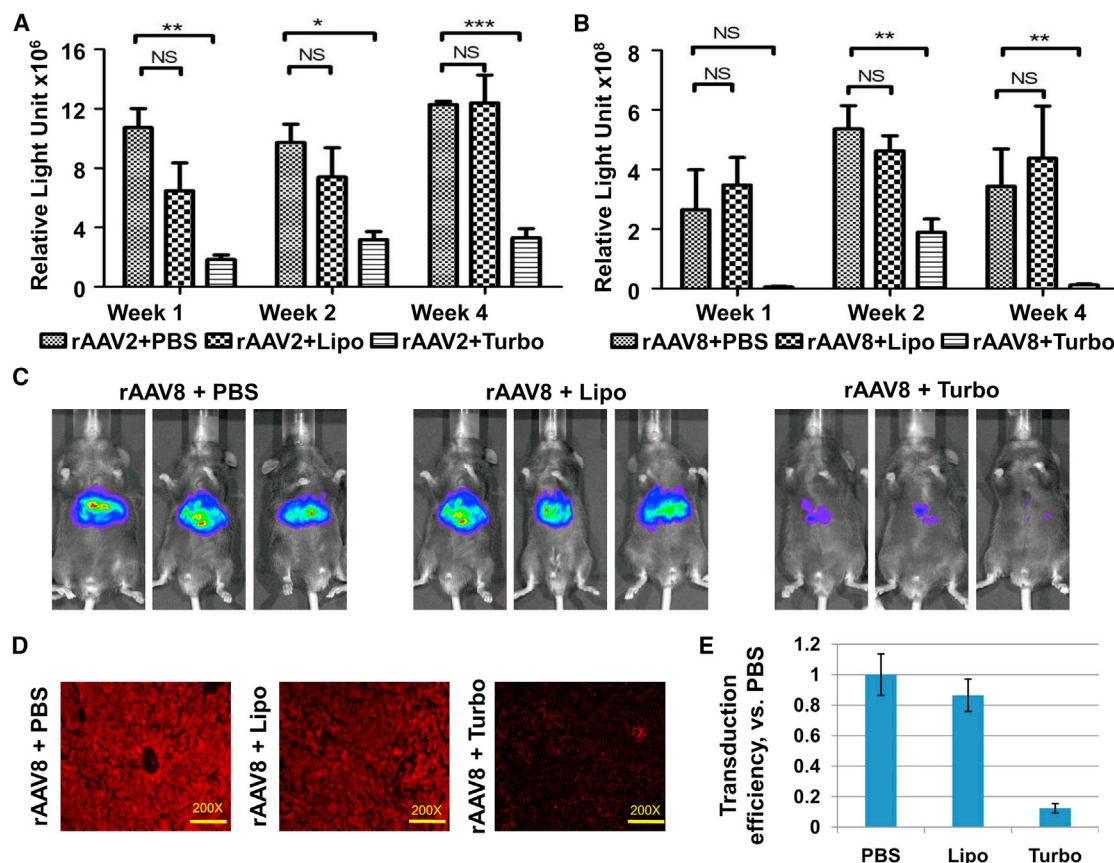 A
Relative Light Unit x10⁶
16
12
8
4
0
**
NS
*
NS
***
NS
Week 1
Week 2
Week 4
rAAV2+PBS
rAAV2+Lipo
rAAV2+Turbo
B
Relative Light Unit x10⁸
8
6
4
2
0
NS
NS
**
NS
**
NS
Week 1
Week 2
Week 4
rAAV8+PBS
rAAV8+Lipo
rAAV8+Turbo
C
rAAV8 + PBS
rAAV8 + Lipo
rAAV8 + Turbo
D
rAAV8 + PBS
200X
rAAV8 + Lipo
200X
rAAV8 + Turbo
200X
E
Transduction
efficiency, vs. PBS
1.2
1
0.8
0.6
0.4
0.2
0
PBS
Lipo
Turbo